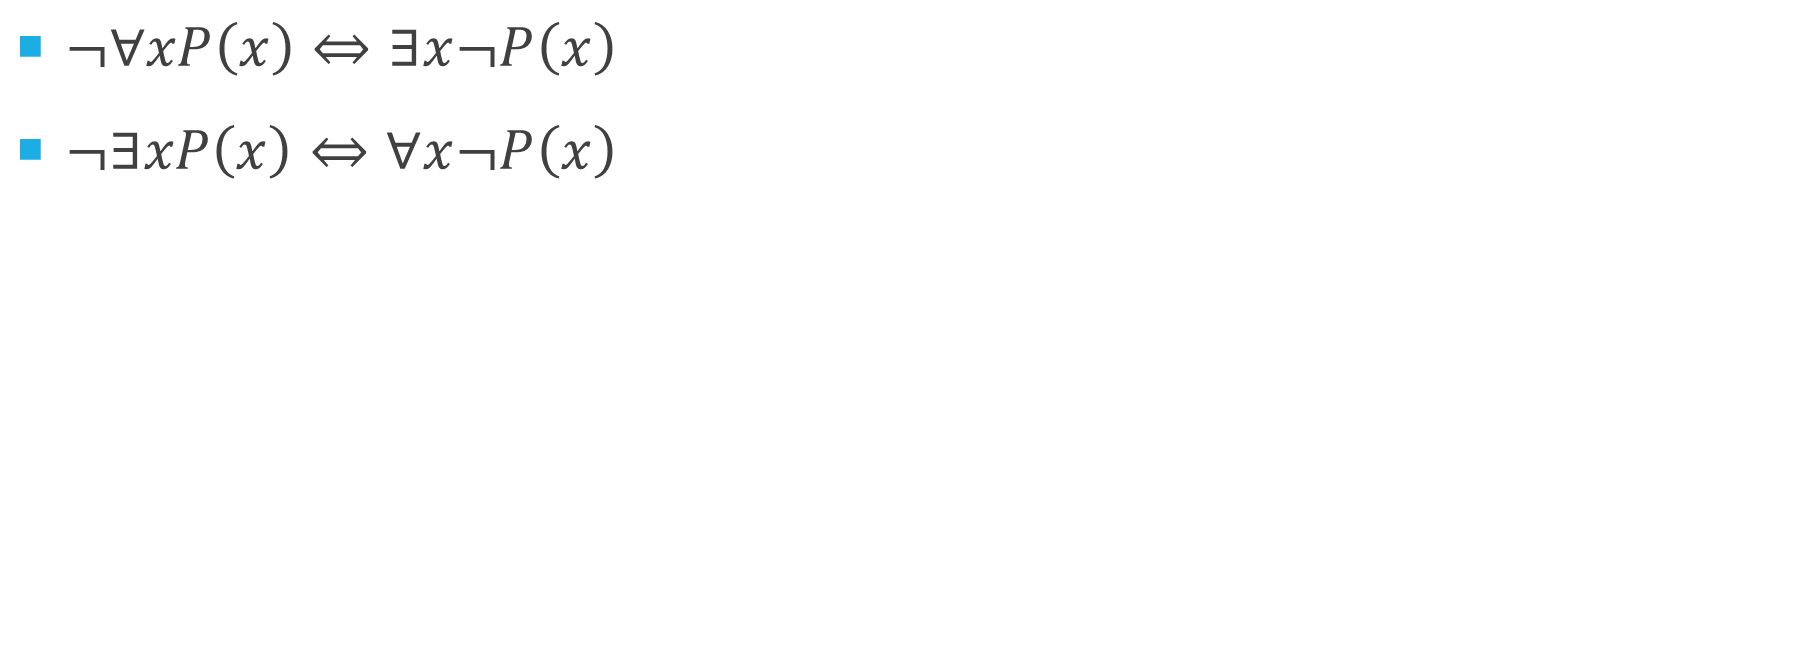 ¬∀xP(x) ⇔ ∃x¬P(x)
¬∃xP(x) ⇔ ∀x¬P(x)